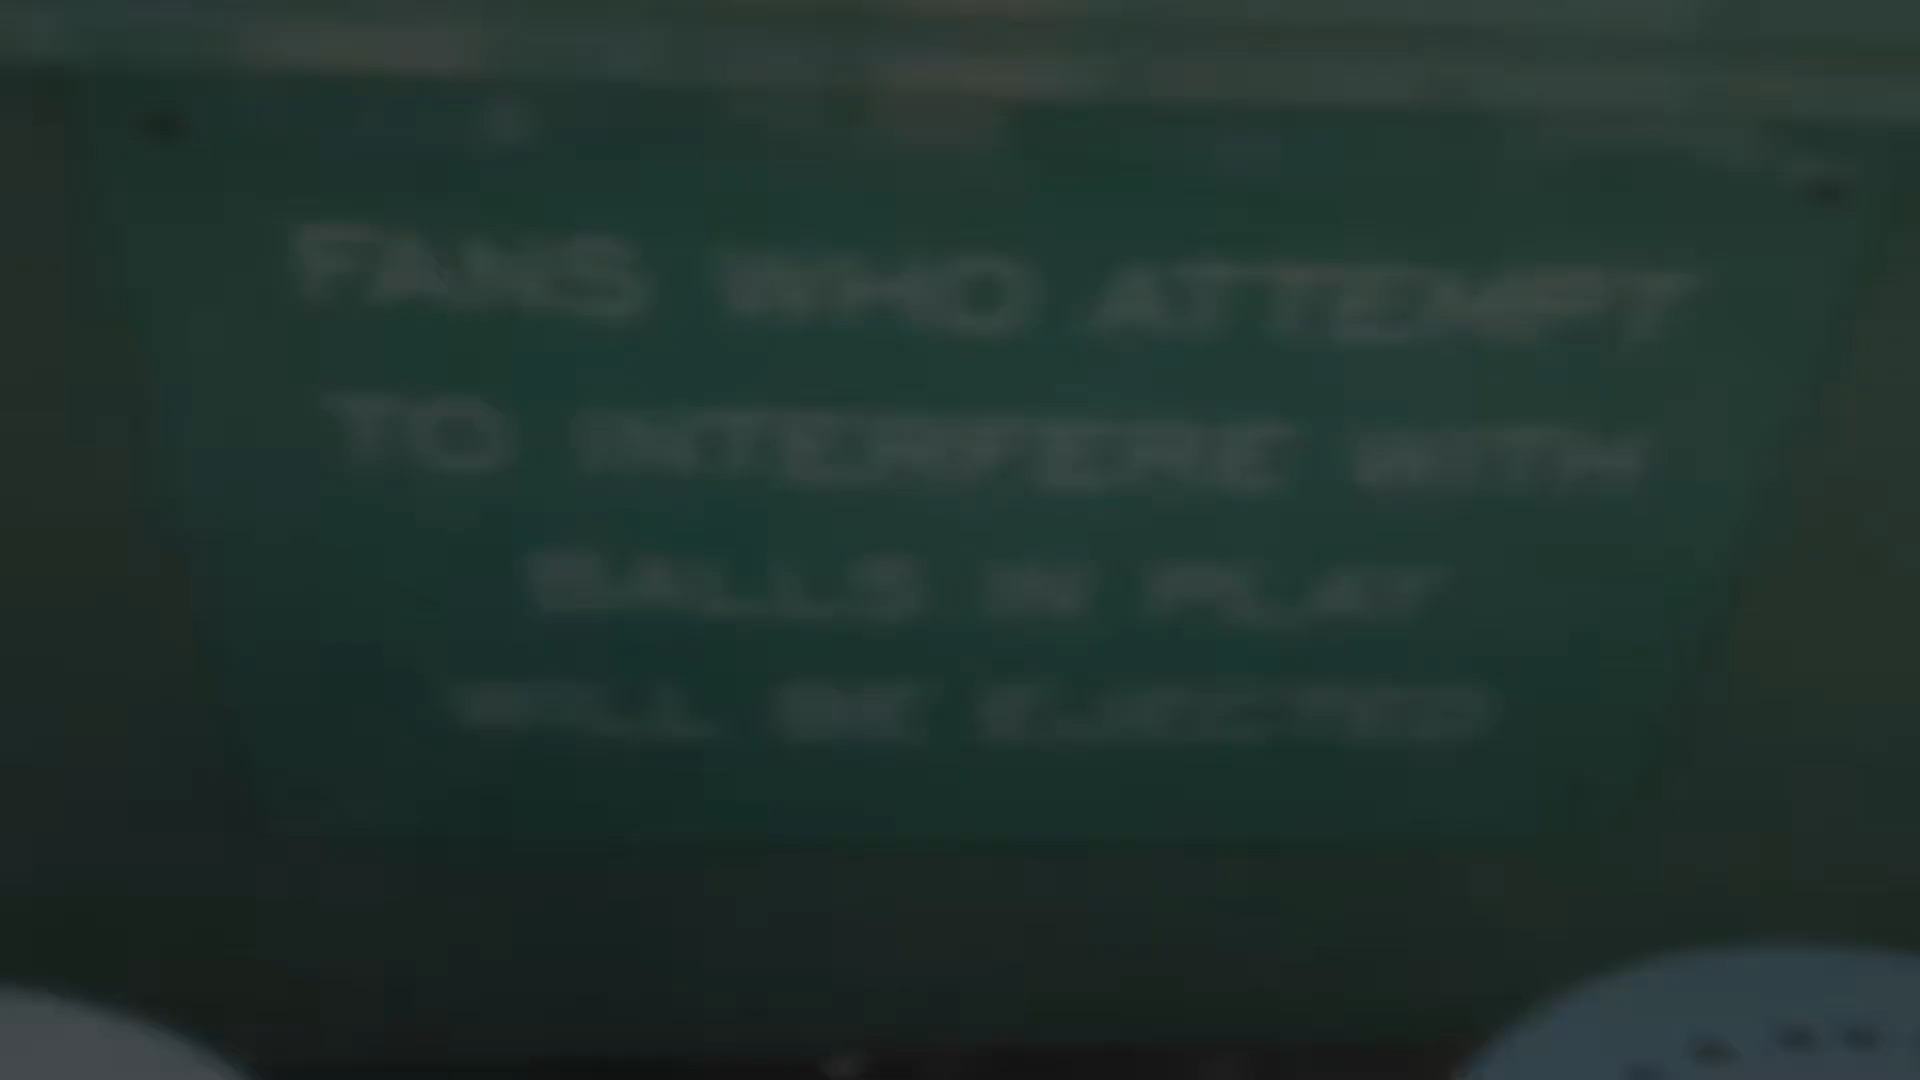 FANS WHO ATTEMPT
TO INTERFERE WITH
BALLS IN PLAY
WILL BE EJECTED